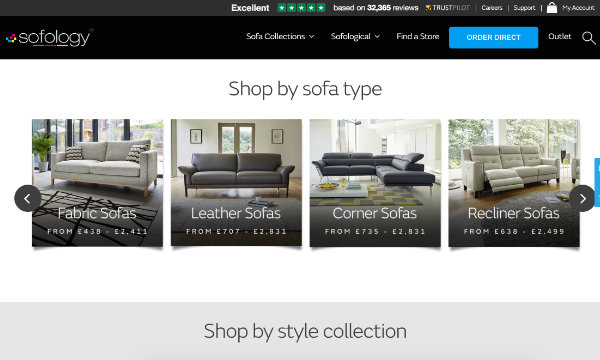 Excellent based on 32,365 reviews TRUSTPILOT Careers Support My Account
sofology Sofa Collections Sofological Find a Store ORDER DIRECT Outlet
Shop by sofa type
Fabric Sofas
FROM £439 - £2,411
Leather Sofas
FROM £707 - £2,831
Corner Sofas
FROM £735 - £2,831
Recliner Sofas
FROM £638 - £2,499
Shop by style collection